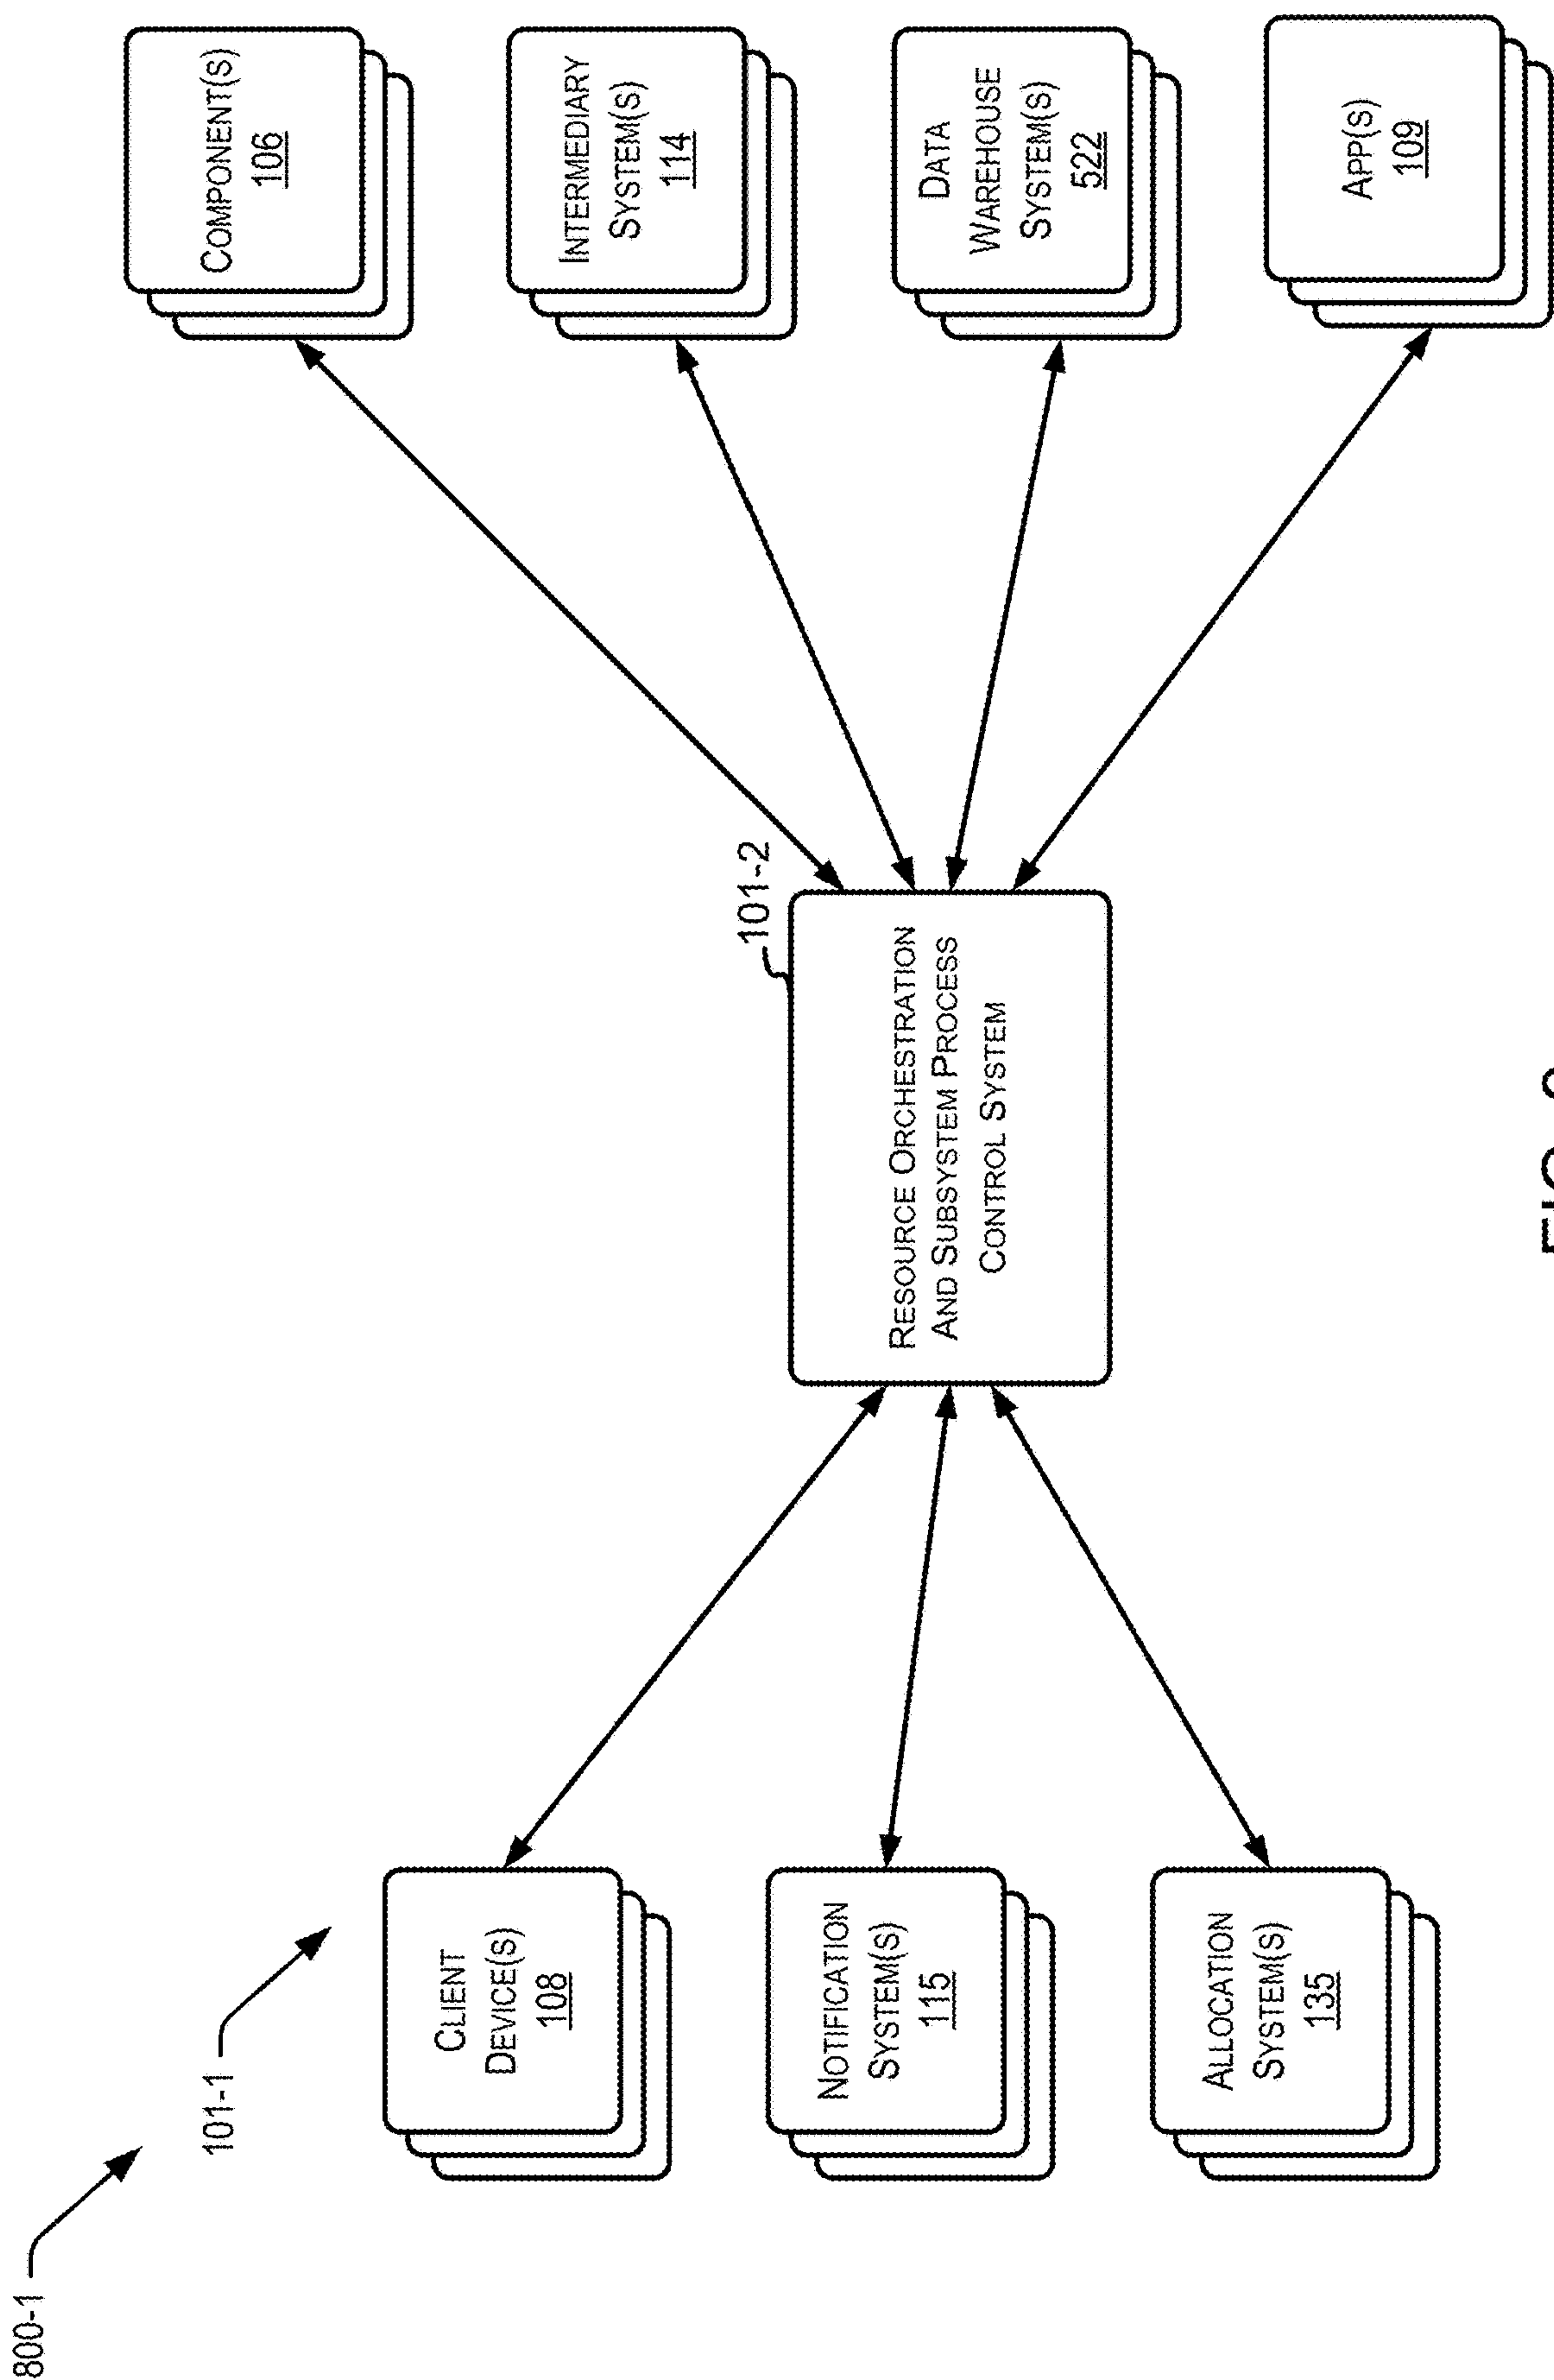 800-1
101-1
Client
Device(s)
108
Notification
System(s)
115
Allocation
System(s)
135
101-2
Resource Orchestration
And Subsystem Process
Control System
Component(s)
106
Intermediary
System(s)
114
Data
Warehouse
System(s)
522
App(s)
109
FIG.